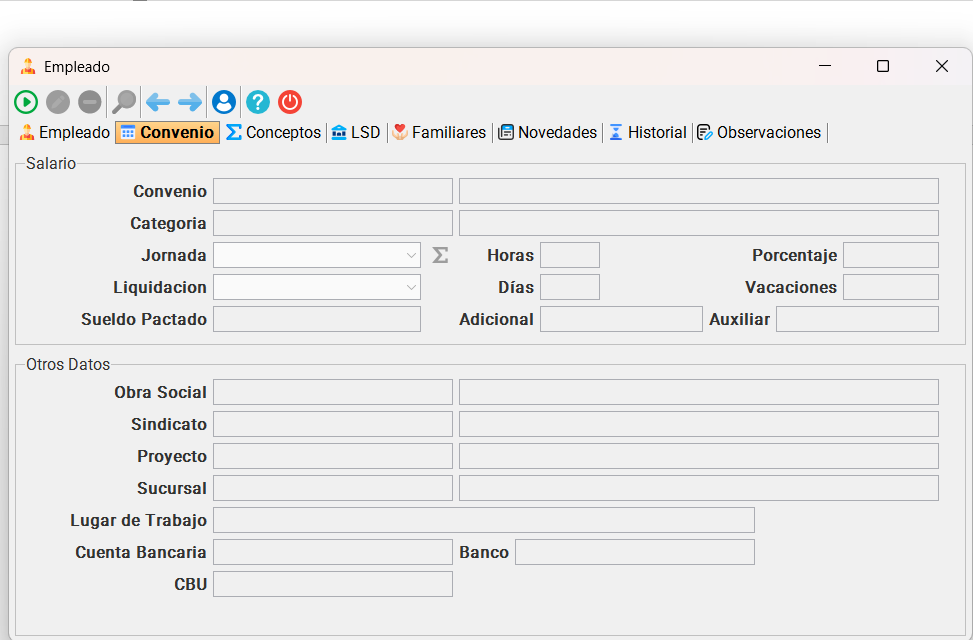 Empleado
Empleado Convenio Conceptos LSD Familiares Novedades Historial Observaciones
Salario
Convenio
Categoria
Jornada Σ Horas Porcentaje
Liquidacion Días Vacaciones
Sueldo Pactado Adicional Auxiliar
Otros Datos
Obra Social
Sindicato
Proyecto
Sucursal
Lugar de Trabajo
Cuenta Bancaria Banco
CBU